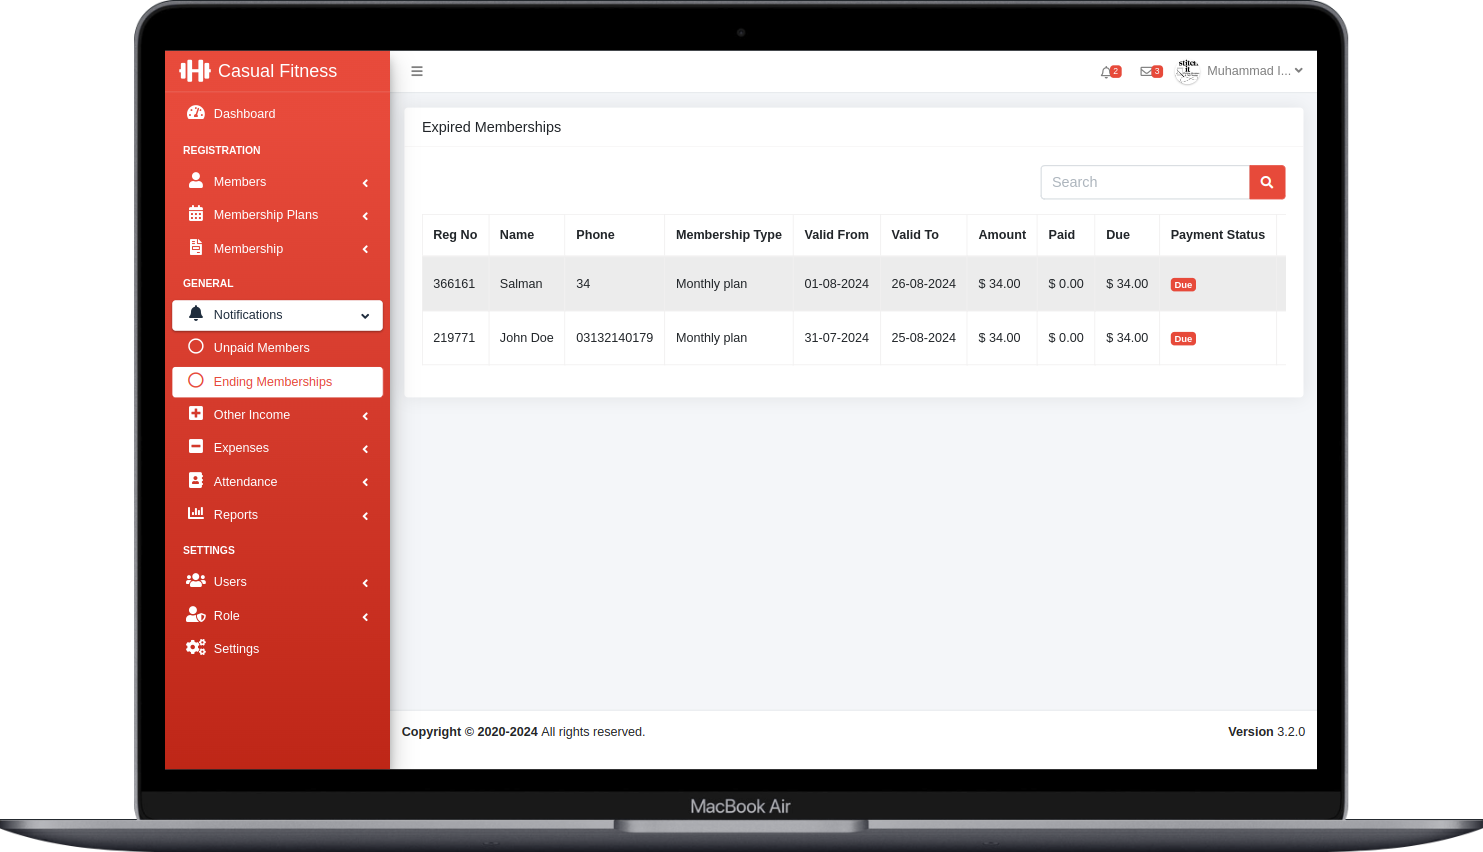 Casual Fitness
2
3
stitch
it
Muhammad I...
Dashboard
REGISTRATION
Members
Membership Plans
Membership
GENERAL
Notifications
Unpaid Members
Ending Memberships
Other Income
Expenses
Attendance
Reports
SETTINGS
Users
Role
Settings
Expired Memberships
Search
Reg No Name Phone Membership Type Valid From Valid To Amount Paid Due Payment Status
366161 Salman 34 Monthly plan 01-08-2024 26-08-2024 $ 34.00 $ 0.00 $ 34.00 Due
219771 John Doe 03132140179 Monthly plan 31-07-2024 25-08-2024 $ 34.00 $ 0.00 $ 34.00 Due
Copyright © 2020-2024 All rights reserved.
Version 3.2.0
MacBook Air